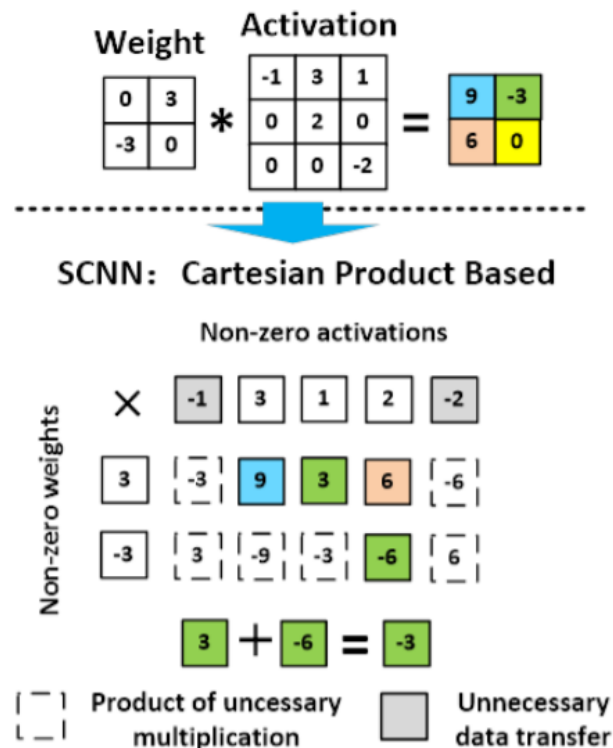 Weight Activation
-1 3 1
0 3 9 -3
* 0 2 0 =
-3 0 6 0
0 0 -2
SCNN: Cartesian Product Based
Non-zero activations
Non-zero weights
× -1 3 1 2 -2
3 -3 9 3 6 -6
-3 3 -9 -3 -6 6
3 + -6 = -3
Product of uncessary
multiplication
Unnecessary
data transfer